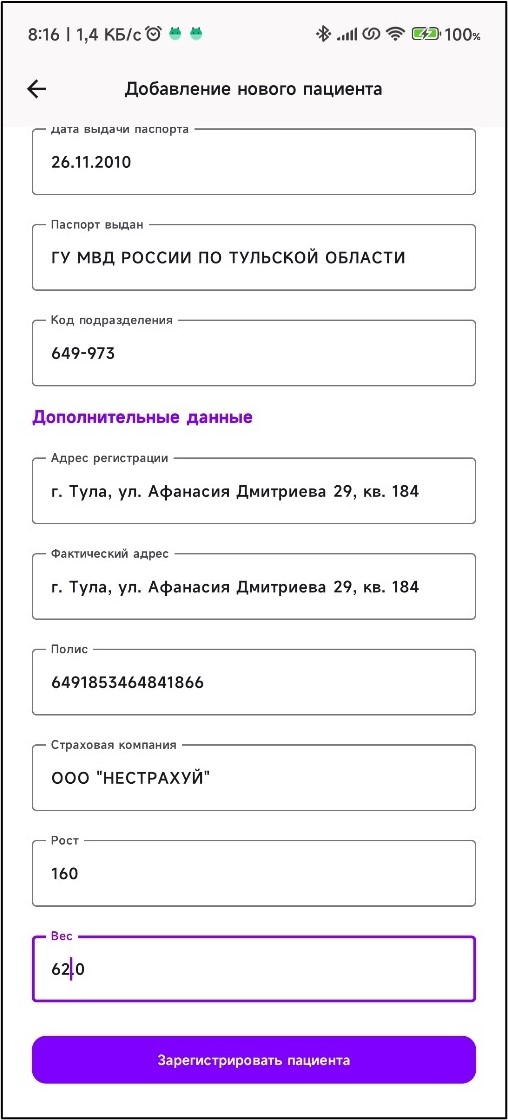 8:16 | 1,4 КБ/с 100%
Добавление нового пациента
Дата выдачи паспорта
26.11.2010
Паспорт выдан
ГУ МВД РОССИИ ПО ТУЛЬСКОЙ ОБЛАСТИ
Код подразделения
649-973
Дополнительные данные
Адрес регистрации
г. Тула, ул. Афанасия Дмитриева 29, кв. 184
Фактический адрес
г. Тула, ул. Афанасия Дмитриева 29, кв. 184
Полис
6491853464841866
Страховая компания
ООО "НЕСТРАХУЙ"
Рост
160
Вес
62.0
Зарегистрировать пациента